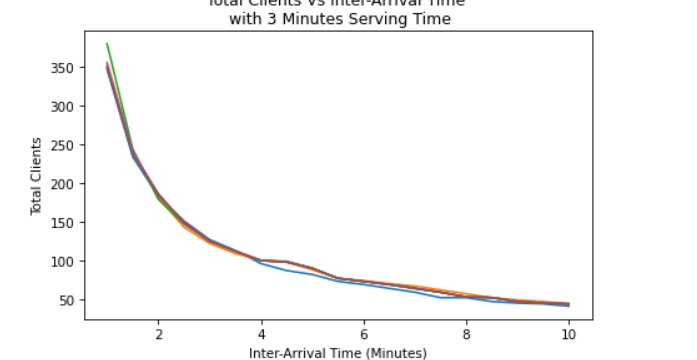 Total Clients Vs Inter-Arrival Time
with 3 Minutes Serving Time
350
300
250
200
150
100
50
Total Clients
2 4 6 8 10
Inter-Arrival Time (Minutes)